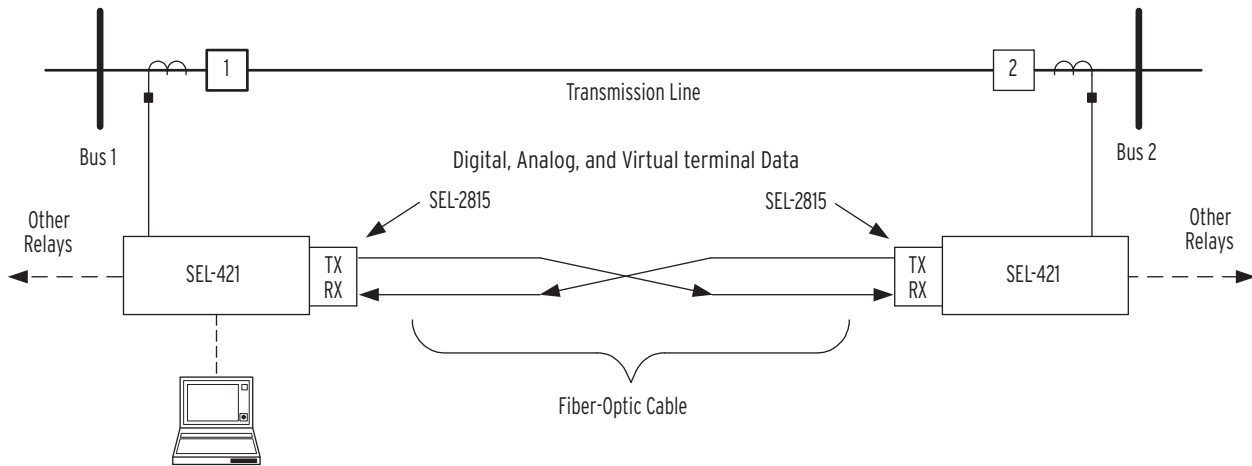 1
2
Transmission Line
Bus 1
Bus 2
Digital, Analog, and Virtual terminal Data
SEL-2815
SEL-2815
Other
Relays
Other
Relays
SEL-421
TX
RX
TX
RX
SEL-421
Fiber-Optic Cable